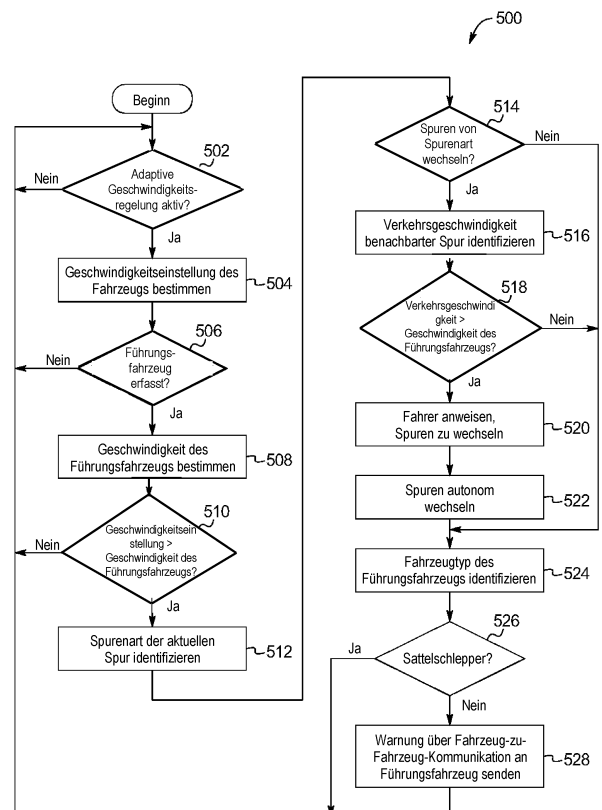 500
Beginn
502
Nein
Adaptive
Geschwindigkeits-
regelung aktiv?
Ja
Geschwindigkeitseinstellung des
Fahrzeugs bestimmen
504
506
Nein
Führungs-
fahrzeug
erfasst?
Ja
Geschwindigkeit des
Führungsfahrzeugs bestimmen
508
510
Nein
Geschwindigkeitsein
stellung >
Geschwindigkeit des
Führungsfahrzeugs?
Ja
Spurenart der aktuellen
Spur identifizieren
512
514
Spuren von
Spurenart
wechseln?
Nein
Ja
Verkehrsgeschwindigkeit
benachbarter Spur identifizieren
516
518
Verkehrsgeschwindi
gkeit >
Geschwindigkeit des
Führungsfahrzeugs?
Nein
Ja
Fahrer anweisen,
Spuren zu wechseln
520
Spuren autonom
wechseln
522
Fahrzeugtyp des
Führungsfahrzeugs identifizieren
524
526
Ja
Sattelschlepper?
Nein
Warnung über Fahrzeug-zu-
Fahrzeug-Kommunikation an
Führungsfahrzeug senden
528